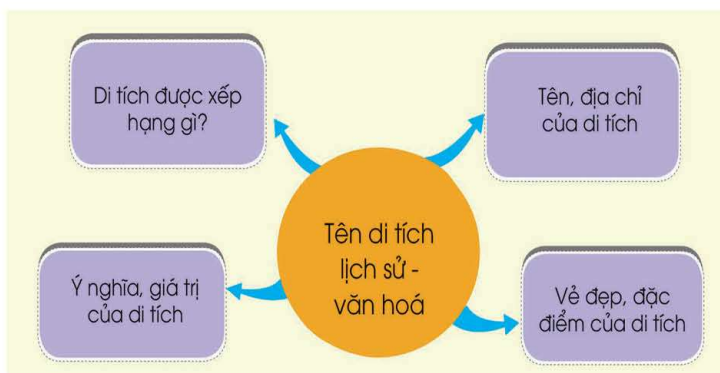 Di tích được xếp
hạng gì?
Tên, địa chỉ
của di tích
Tên di tích
lịch sử -
văn hoá
Ý nghĩa, giá trị
của di tích
Vẻ đẹp, đặc
điểm của di tích